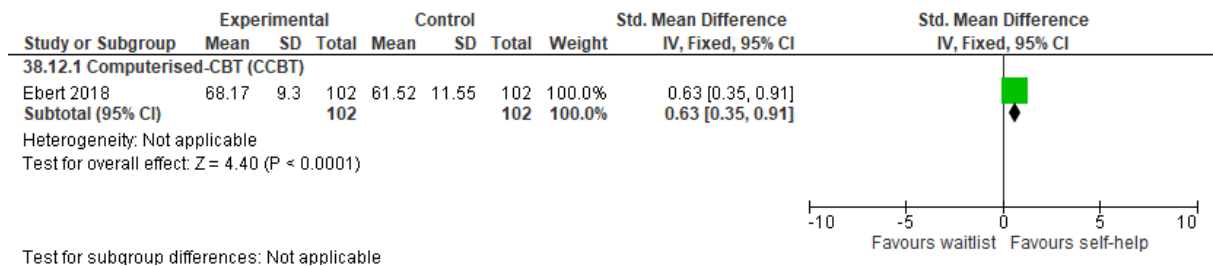 Experimental Control Std. Mean Difference Std. Mean Difference
Study or Subgroup Mean SD Total Mean SD Total Weight IV, Fixed, 95% CI IV, Fixed, 95% CI
38.12.1 Computerised-CBT (CCBT)
Ebert 2018 68.17 9.3 102 61.52 11.55 102 100.0% 0.63 [0.35, 0.91]
Subtotal (95% CI) 102 102 100.0% 0.63 [0.35, 0.91]
Heterogeneity: Not applicable
Test for overall effect: Z = 4.40 (P < 0.0001)
-10 -5 0 5 10
Favours waitlist Favours self-help
Test for subgroup differences: Not applicable